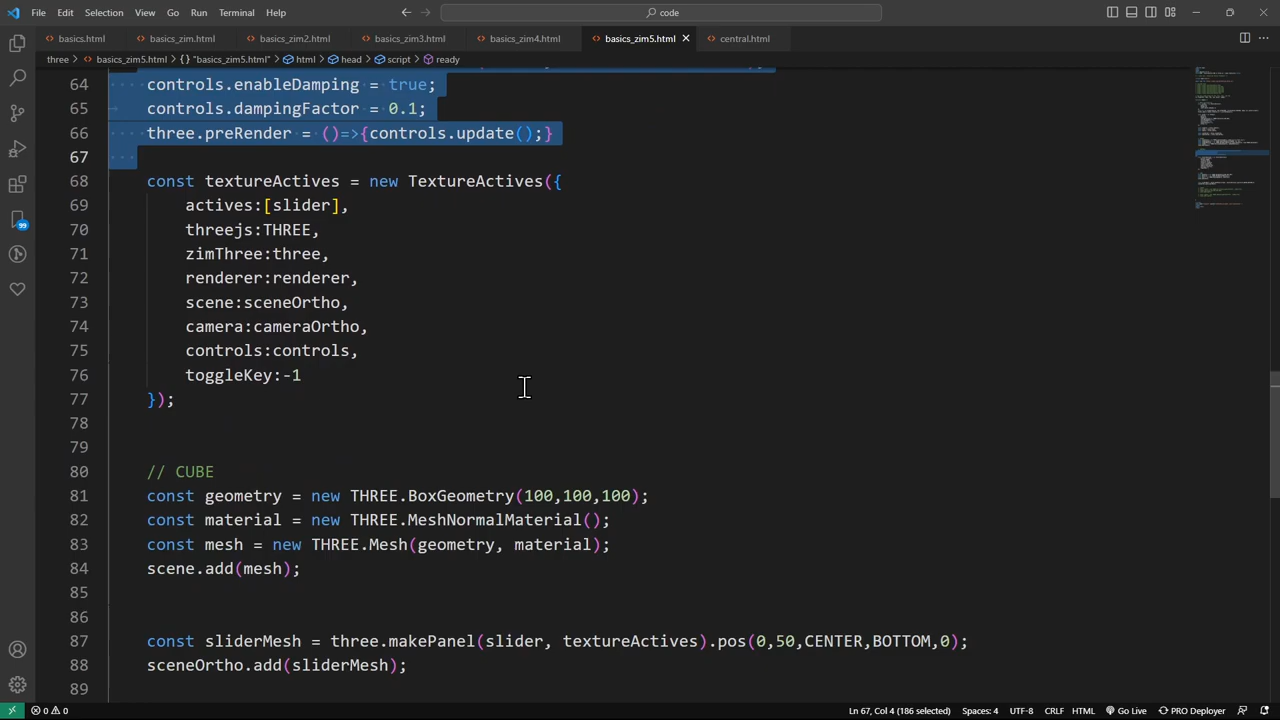 File Edit Selection View Go Run Terminal Help code
basics.html basics_zim.html basics_zim2.html basics_zim3.html basics_zim4.html basics_zim5.html central.html
three > basics_zim5.html > {} "basics_zim5.html" > html > head > script > ready
64 controls.enableDamping = true;
65 controls.dampingFactor = 0.1;
66 three.preRender = ()=>{controls.update();}
67
68 const textureActives = new TextureActives({
69 actives:[slider],
70 threejs:THREE,
71 zimThree:three,
72 renderer:renderer,
73 scene:sceneOrtho,
74 camera:cameraOrtho,
75 controls:controls,
76 toggleKey:-1
77 });
78
79
80 // CUBE
81 const geometry = new THREE.BoxGeometry(100,100,100);
82 const material = new THREE.MeshNormalMaterial();
83 const mesh = new THREE.Mesh(geometry, material);
84 scene.add(mesh);
85
86
87 const sliderMesh = three.makePanel(slider, textureActives).pos(0,50,CENTER,BOTTOM,0);
88 sceneOrtho.add(sliderMesh);
89
99
0 0 Ln 67, Col 4 (186 selected) Spaces: 4 UTF-8 CRLF HTML Go Live PRO Deployer